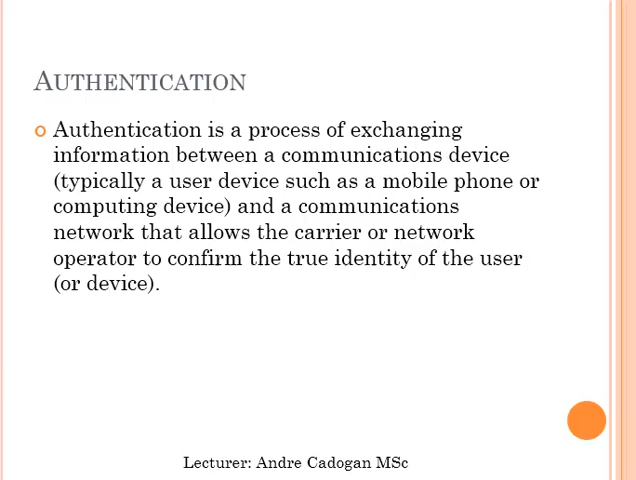 AUTHENTICATION
Authentication is a process of exchanging
information between a communications device
(typically a user device such as a mobile phone or
computing device) and a communications
network that allows the carrier or network
operator to confirm the true identity of the user
(or device).
Lecturer: Andre Cadogan MSc